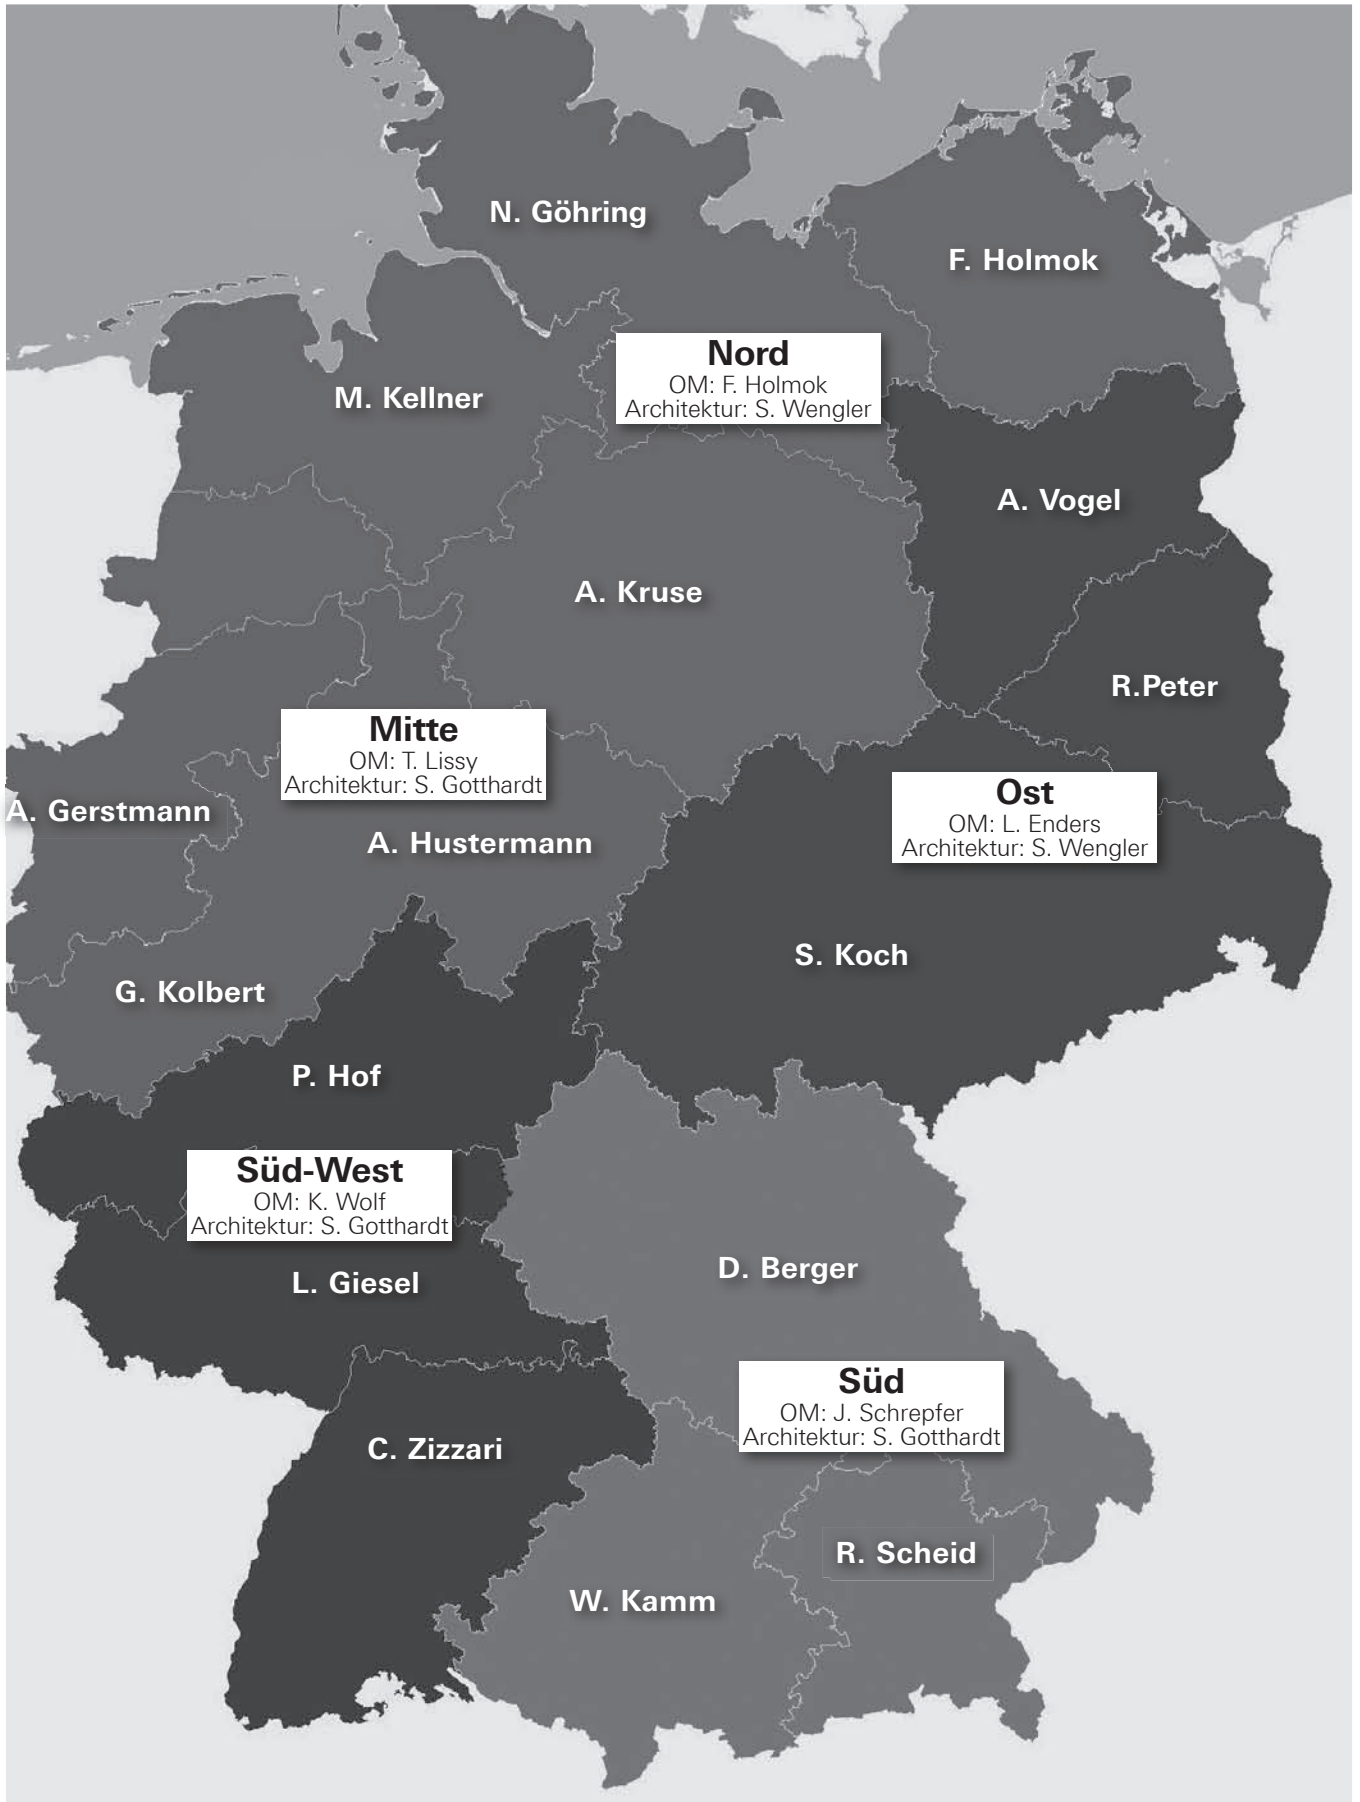 N. Göhring
F. Holmok
Nord
OM: F. Holmok
Architektur: S. Wengler
M. Kellner
A. Vogel
A. Kruse
R.Peter
Mitte
OM: T. Lissy
Architektur: S. Gotthardt
Ost
OM: L. Enders
Architektur: S. Wengler
A. Gerstmann
A. Hustermann
S. Koch
G. Kolbert
P. Hof
Süd-West
OM: K. Wolf
Architektur: S. Gotthardt
L. Giesel
D. Berger
Süd
OM: J. Schrepfer
Architektur: S. Gotthardt
C. Zizzari
R. Scheid
W. Kamm